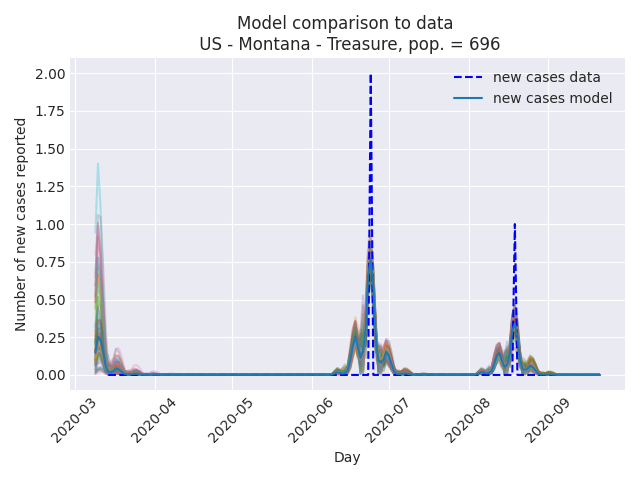 Model comparison to data
US - Montana - Treasure, pop. = 696
new cases data
new cases model
Number of new cases reported
2.00
1.75
1.50
1.25
1.00
0.75
0.50
0.25
0.00
2020-03
2020-04
2020-05
2020-06
2020-07
2020-08
2020-09
Day